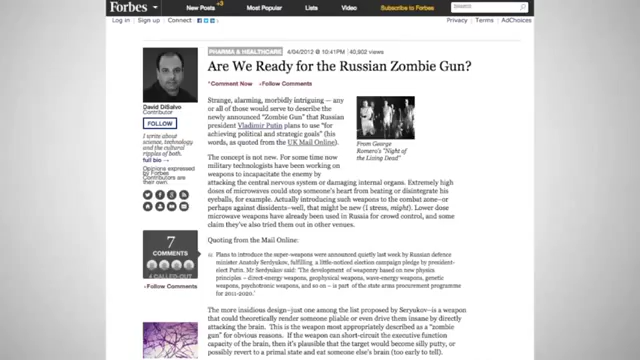 Forbes New Posts +3 Most Popular Lists Video Subscribe to Forbes
Log in | Sign up | Connect Privacy | Terms | AdChoices
PHARMA & HEALTHCARE | 4/04/2012 @ 10:41PM | 40,902 views
Are We Ready for the Russian Zombie Gun?
Comment Now Follow Comments
David DiSalvo
Contributor
FOLLOW
I write about
science, technology
and the cultural
ripples of both.
full bio
Opinions expressed
by Forbes
Contributors are
their own.
Strange, alarming, morbidly intriguing — any
or all of those would serve to describe the
newly announced "Zombie Gun" that Russian
president Vladimir Putin plans to use "for
achieving political and strategic goals" (his
words, as quoted from the UK Mail Online).
From George
Romero's "Night of
the Living Dead"
The concept is not new. For some time now
military technologists have been working on
weapons to incapacitate the enemy by
attacking the central nervous system or damaging internal organs. Extremely high
doses of microwaves could stop someone's heart from beating or disintegrate his
eyeballs, for example. Actually introducing such weapons to the combat zone–or
perhaps against dissidents–well, that might be new (I stress, might). Lower dose
microwave weapons have already been used in Russia for crowd control, and some
claim they've also tried them out in other venues.
7
COMMENTS
4 CALLED-OUT
Follow Comments
Quoting from the Mail Online:
Plans to introduce the super-weapons were announced quietly last week by Russian defence
minister Anatoly Serdyukov, fulfilling a little-noticed election campaign pledge by president-
elect Putin. Mr Serdyukov said: 'The development of weaponry based on new physics
principles – direct-energy weapons, geophysical weapons, wave-energy weapons, genetic
weapons, psychotronic weapons, and so on – is part of the state arms procurement programme
for 2011-2020.'
The more insidious design–just one among the list proposed by Seryukov–is a weapon
that could theoretically render someone pliable or even drive them insane by directly
attacking the brain. This is the weapon most appropriately described as a "zombie
gun" for obvious reasons. If the weapon can short-circuit the executive function
capacity of the brain, then it's plausible that the target would become silly putty, or
possibly revert to a primal state and eat someone else's brain (too early to tell).